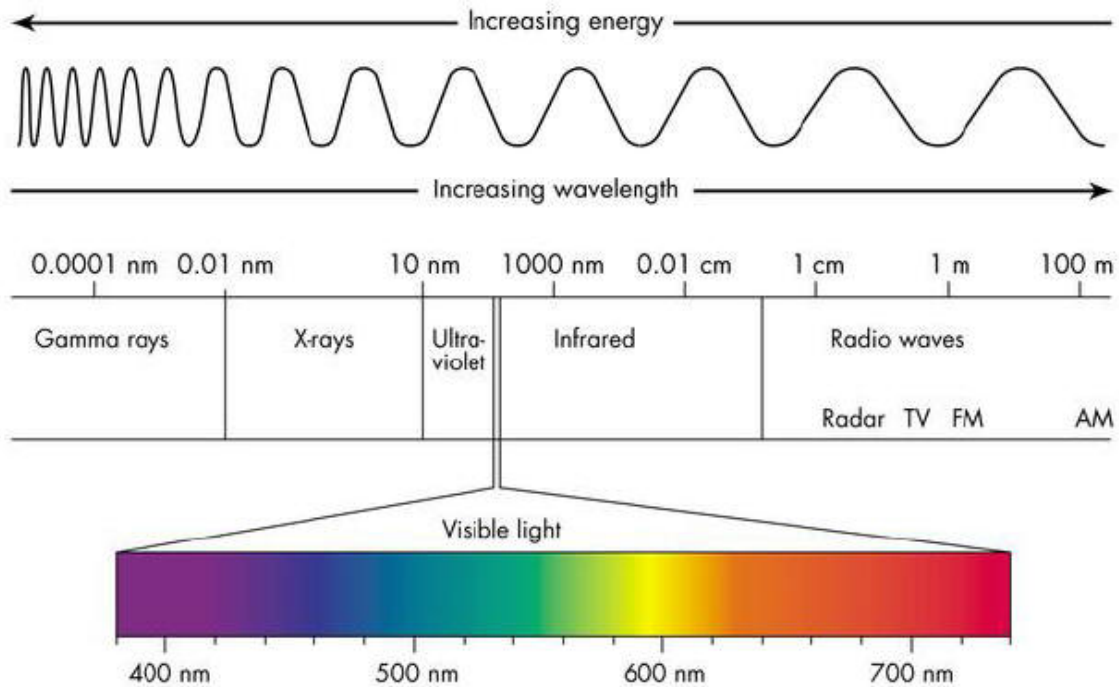 Increasing energy
Increasing wavelength
0.0001 nm 0.01 nm 10 nm 1000 nm 0.01 cm 1 cm 1 m 100 m
Gamma rays X-rays Ultra-
violet Infrared Radio waves
Radar TV FM AM
Visible light
400 nm 500 nm 600 nm 700 nm